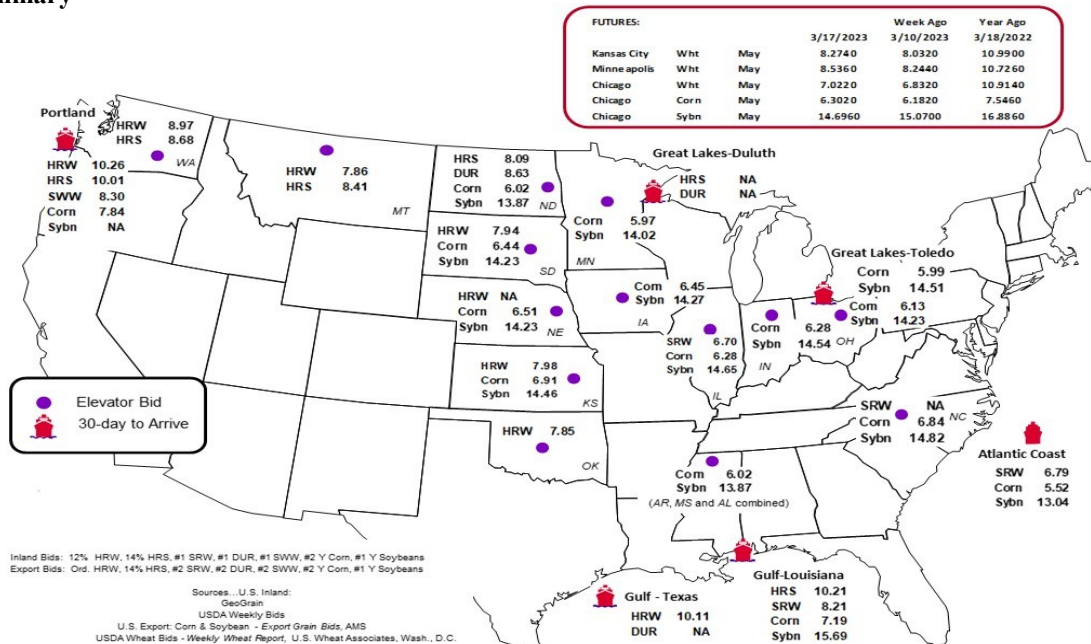 FUTURES: Week Ago Year Ago
3/17/2023 3/10/2023 3/18/2022
Kansas City Wht May 8.2740 8.0320 10.9900
Minneapolis Wht May 8.5360 8.2440 10.7260
Chicago Wht May 7.0220 6.8320 10.9140
Chicago Corn May 6.3020 6.1820 7.5460
Chicago Sybn May 14.6960 15.0700 16.8860
Portland
HRW 10.26
HRS 10.01
SWW 8.30
Corn 7.84
Sybn NA
HRW 8.97
HRS 8.68
WA
HRW 7.86
HRS 8.41
MT
HRS 8.09
DUR 8.63
Corn 6.02
Sybn 13.87
ND
HRW 7.94
Corn 6.44
Sybn 14.23
SD
HRW NA
Corn 6.51
Sybn 14.23
NE
HRW 7.98
Corn 6.91
Sybn 14.46
KS
HRW 7.85
OK
Great Lakes-Duluth
HRS NA
DUR NA
Corn 5.97
Sybn 14.02
MN
Corn 6.45
Sybn 14.27
IA
SRW 6.70
Corn 6.28
Sybn 14.65
IL
Corn 6.28
Sybn 14.54
IN
Great Lakes-Toledo
Corn 5.99
Sybn 14.51
Corn 6.13
Sybn 14.23
OH
SRW NA
Corn 6.84
Sybn 14.82
NC
Atlantic Coast
SRW 6.79
Corn 5.52
Sybn 13.04
Corn 6.02
Sybn 13.87
(AR, MS and AL combined)
Gulf - Texas
HRW 10.11
DUR NA
Gulf-Louisiana
HRS 10.21
SRW 8.21
Corn 7.19
Sybn 15.69
Elevator Bid
30-day to Arrive
Inland Bids: 12% HRW, 14% HRS, #1 SRW, #1 DUR, #1 SWW, #2 Y Corn, #1 Y Soybeans
Export Bids: Ord. HRW, 14% HRS, #2 SRW, #2 DUR, #2 SWW, #2 Y Corn, #1 Y Soybeans
Sources...U.S. Inland:
GeoGrain
USDA Weekly Bids
U.S. Export: Corn & Soybean - Export Grain Bids, AMS
USDA Wheat Bids - Weekly Wheat Report, U.S. Wheat Associates, Wash., D.C.